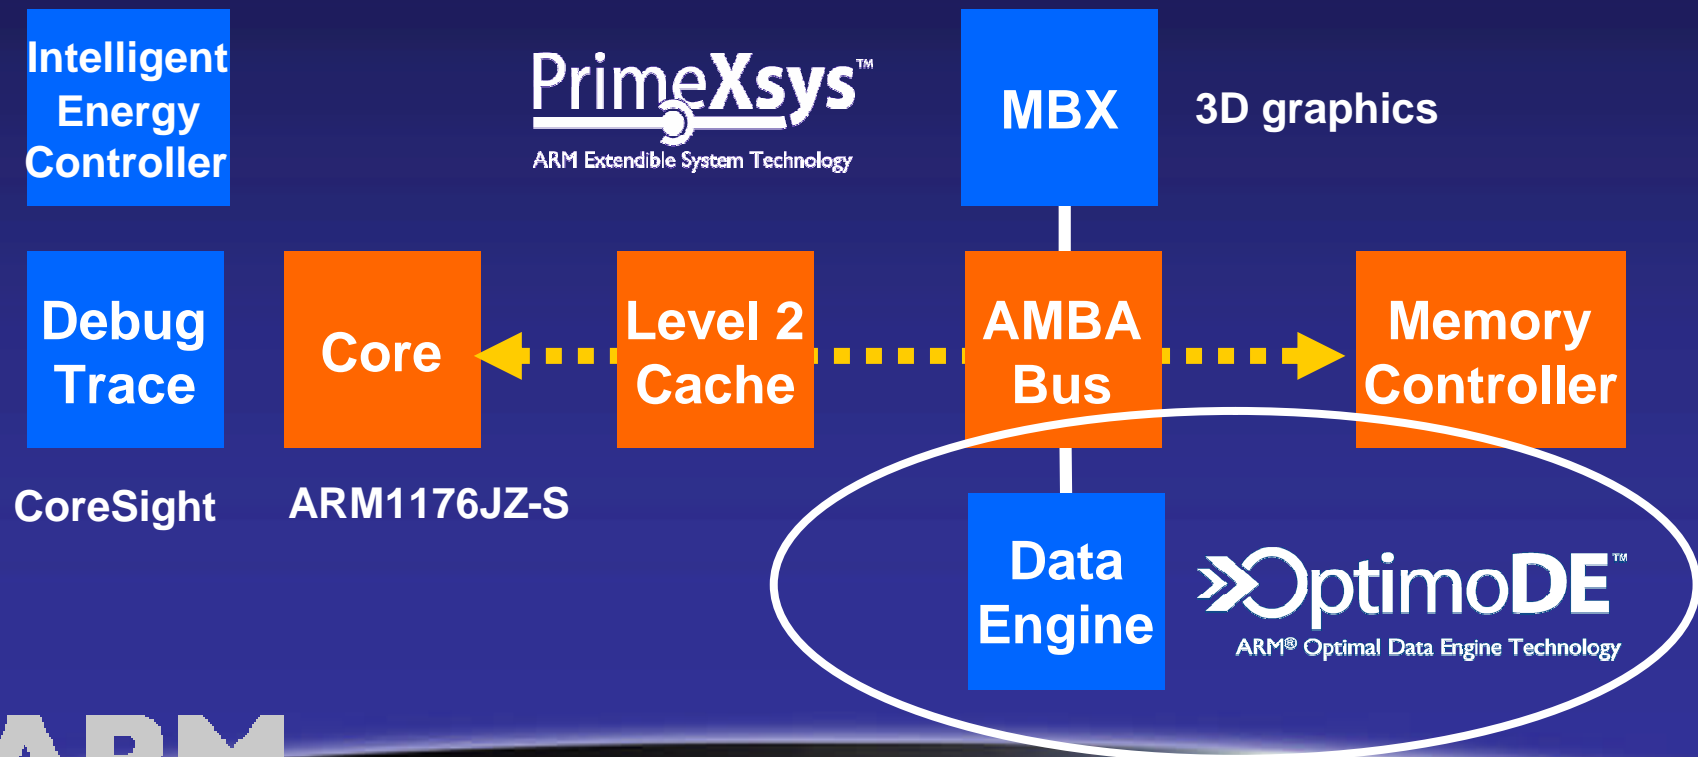 Intelligent
Energy
Controller
PrimeXsys™
ARM Extendible System Technology
MBX
3D graphics
Debug
Trace
Core
Level 2
Cache
AMBA
Bus
Memory
Controller
CoreSight
ARM1176JZ-S
Data
Engine
OptimoDE™
ARM® Optimal Data Engine Technology
ARM